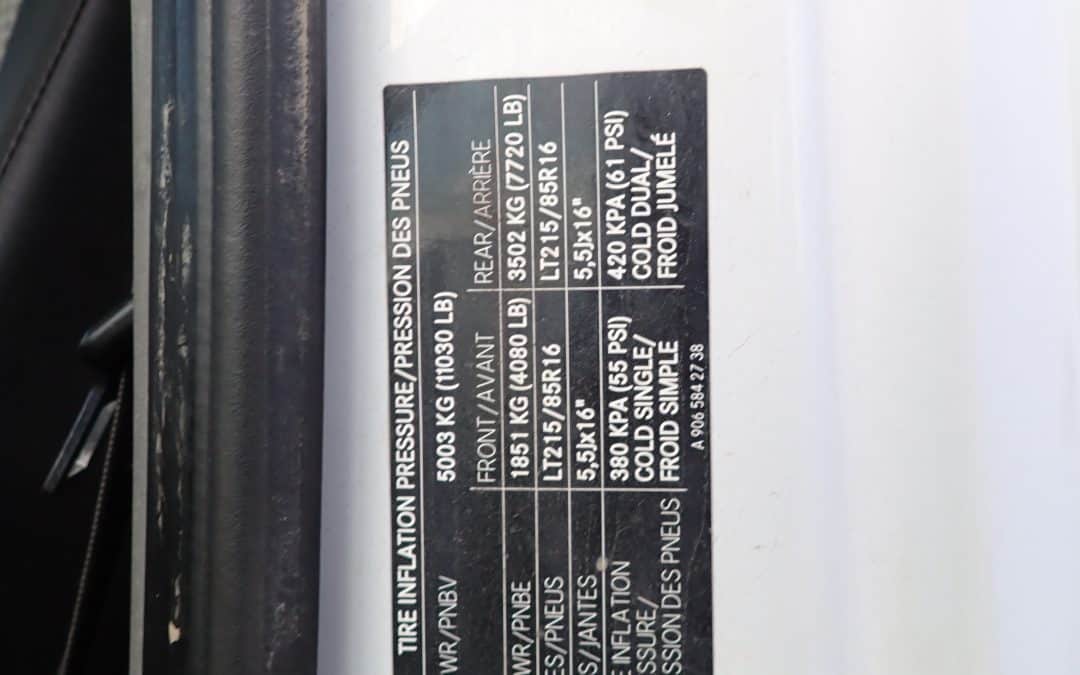 TIRE INFLATION PRESSURE/PRESSION DES PNEUS
WR/PNBV 5003 KG (11030 LB)
FRONT/AVANT REAR/ARRIÈRE
WR/PNBE 1851 KG (4080 LB) 3502 KG (7720 LB)
ES/PNEUS LT215/85R16 LT215/85R16
S/JANTES 5,5Jx16" 5,5Jx16"
E INFLATION 380 KPA (55 PSI) 420 KPA (61 PSI)
SSURE/ COLD SINGLE/ COLD DUAL/
SSION DES PNEUS FROID SIMPLE FROID JUMELÉ
A 906 584 27 38